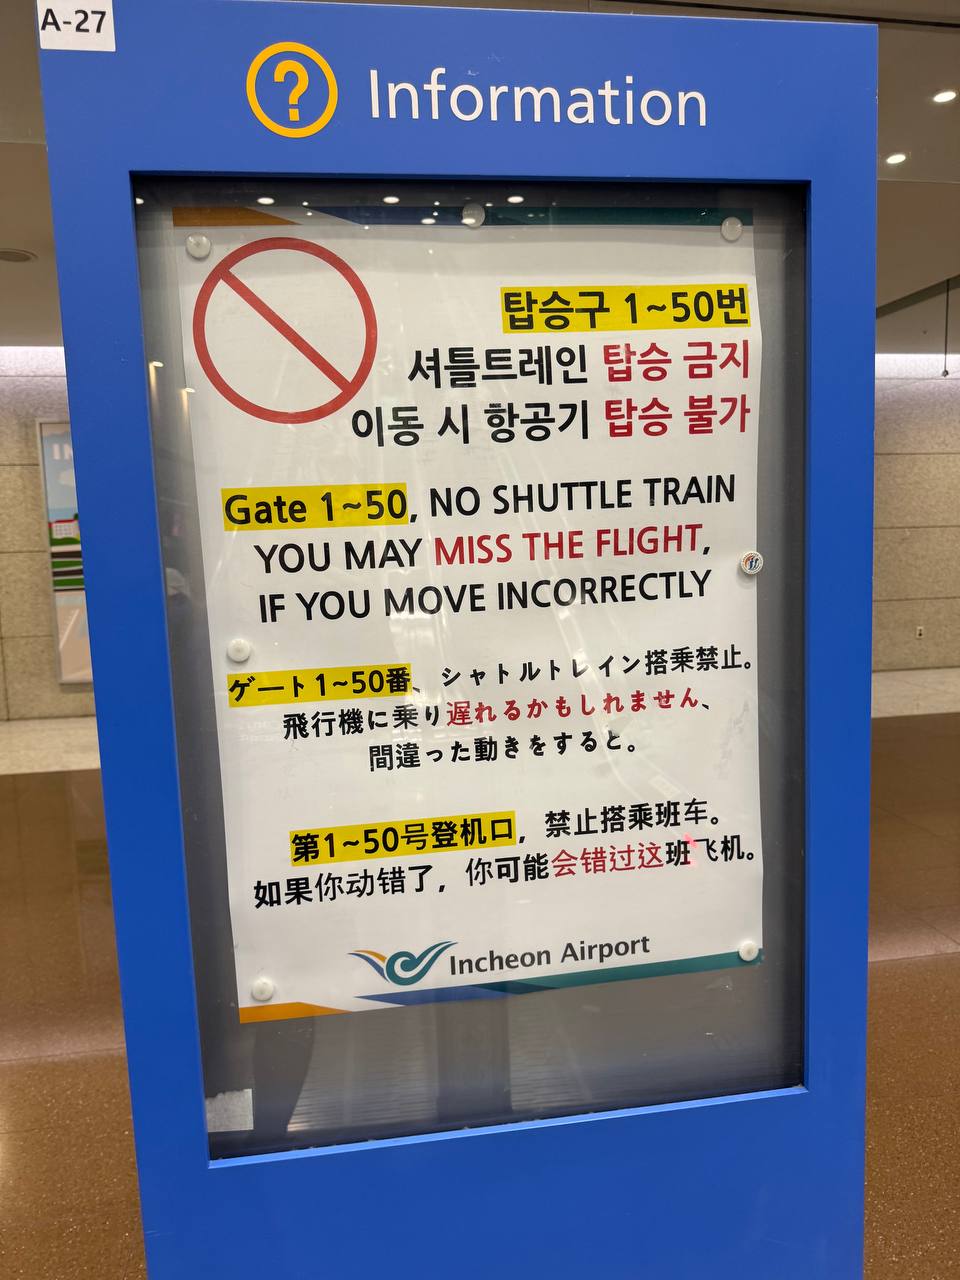 A-27
? Information
탑승구 1~50번
셔틀트레인 탑승 금지
이동 시 항공기 탑승 불가
Gate 1~50, NO SHUTTLE TRAIN
YOU MAY MISS THE FLIGHT,
IF YOU MOVE INCORRECTLY
ゲート1~50番、シャトルトレイン搭乗禁止。
飛行機に乗り遅れるかもしれません、
間違った動きをすると。
第1~50号登机口，禁止搭乘班车。
如果你动错了，你可能会错过这班飞机。
Incheon Airport